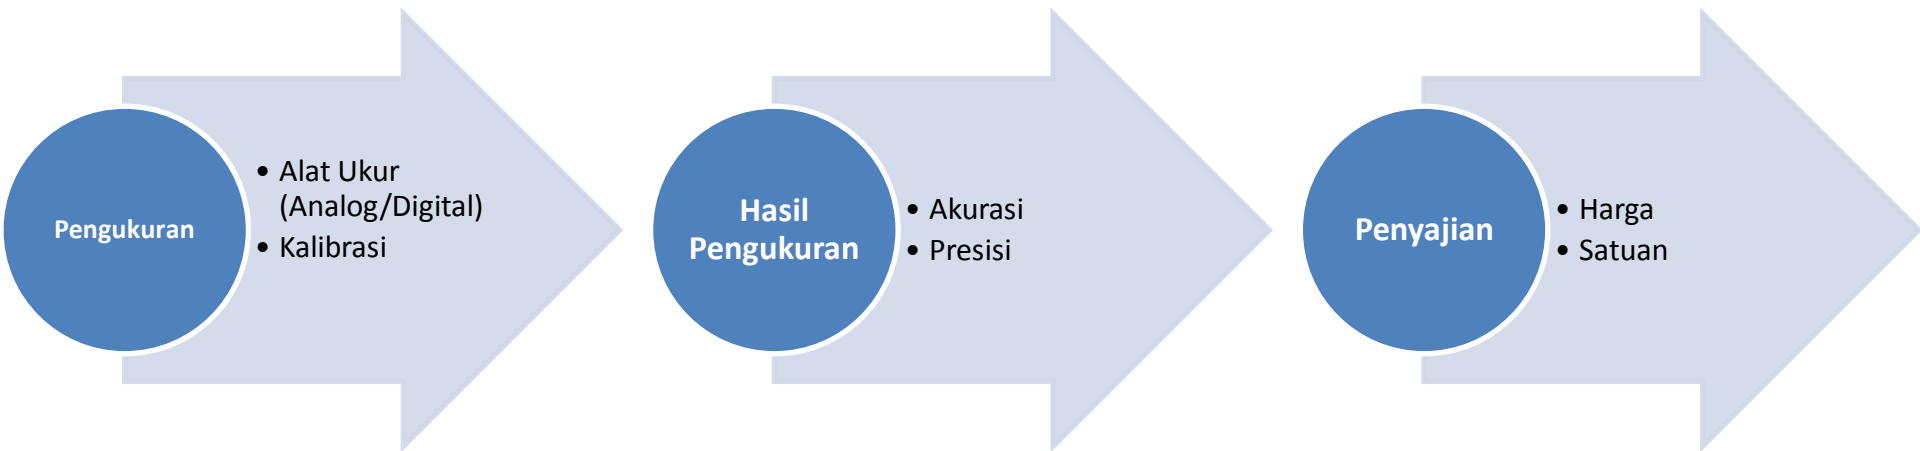 Pengukuran
• Alat Ukur
(Analog/Digital)
• Kalibrasi
Hasil
Pengukuran
• Akurasi
• Presisi
Penyajian
• Harga
• Satuan